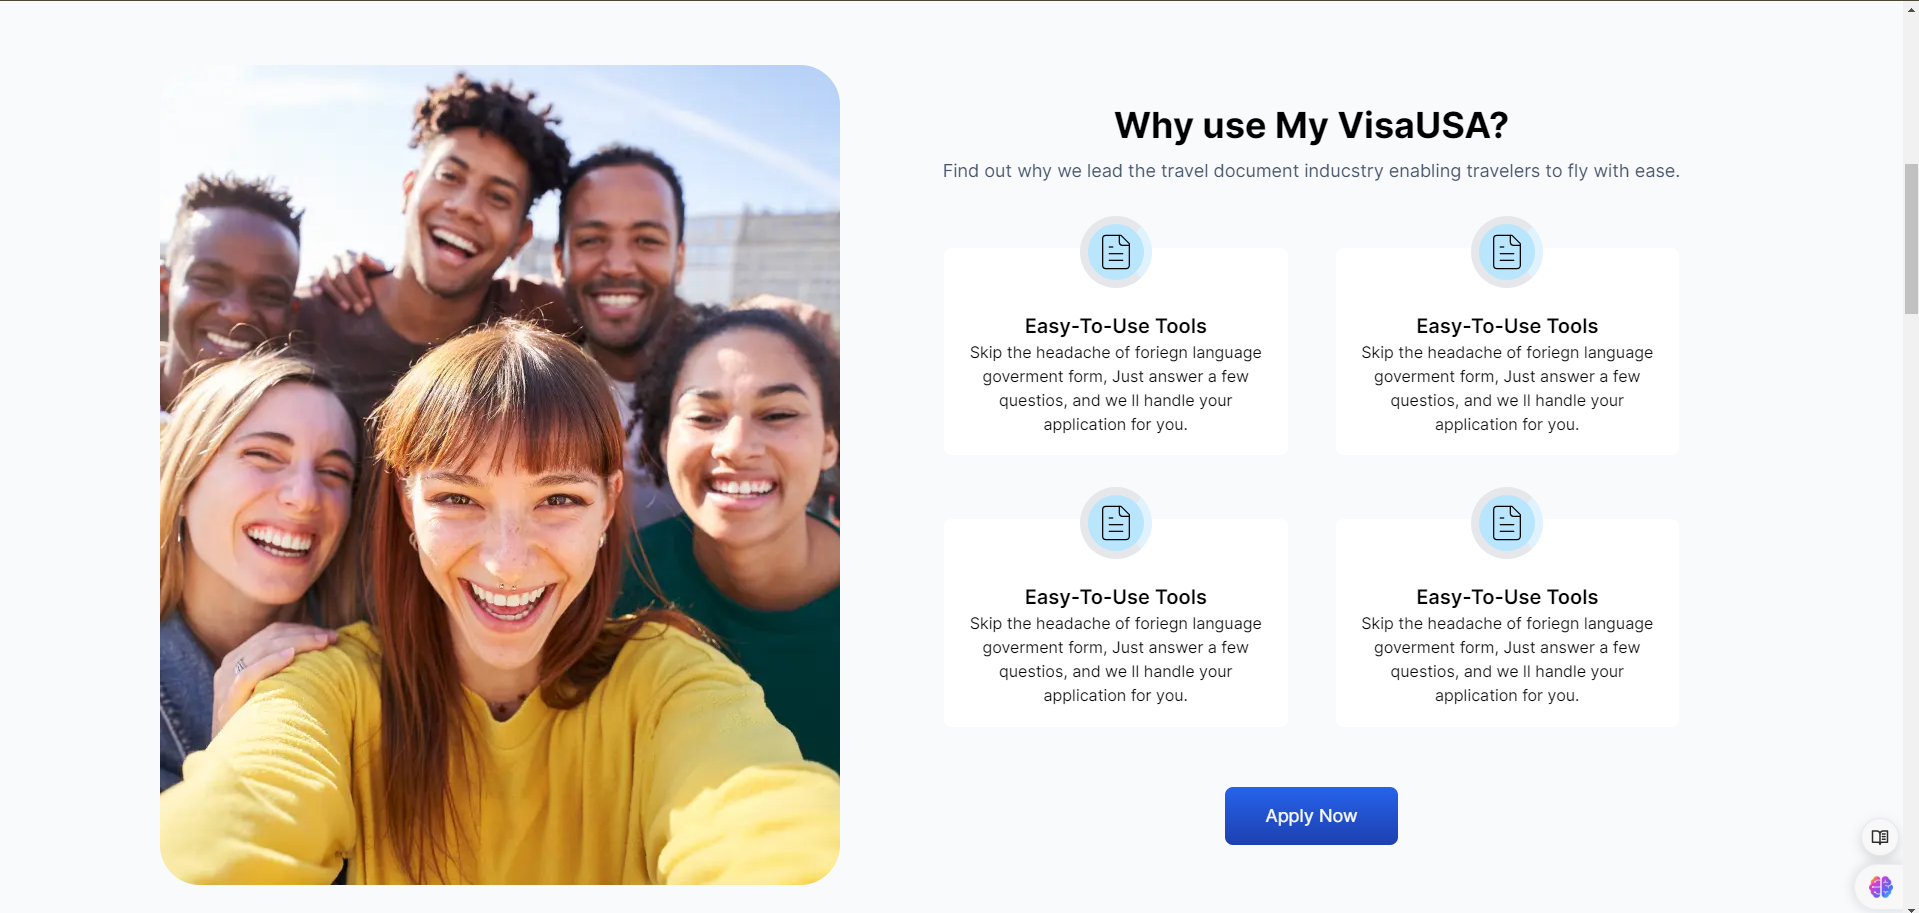 Why use My VisaUSA?
Find out why we lead the travel document inducstry enabling travelers to fly with ease.
Easy-To-Use Tools
Skip the headache of foriegn language
goverment form, Just answer a few
questios, and we ll handle your
application for you.
Easy-To-Use Tools
Skip the headache of foriegn language
goverment form, Just answer a few
questios, and we ll handle your
application for you.
Easy-To-Use Tools
Skip the headache of foriegn language
goverment form, Just answer a few
questios, and we ll handle your
application for you.
Easy-To-Use Tools
Skip the headache of foriegn language
goverment form, Just answer a few
questios, and we ll handle your
application for you.
Apply Now